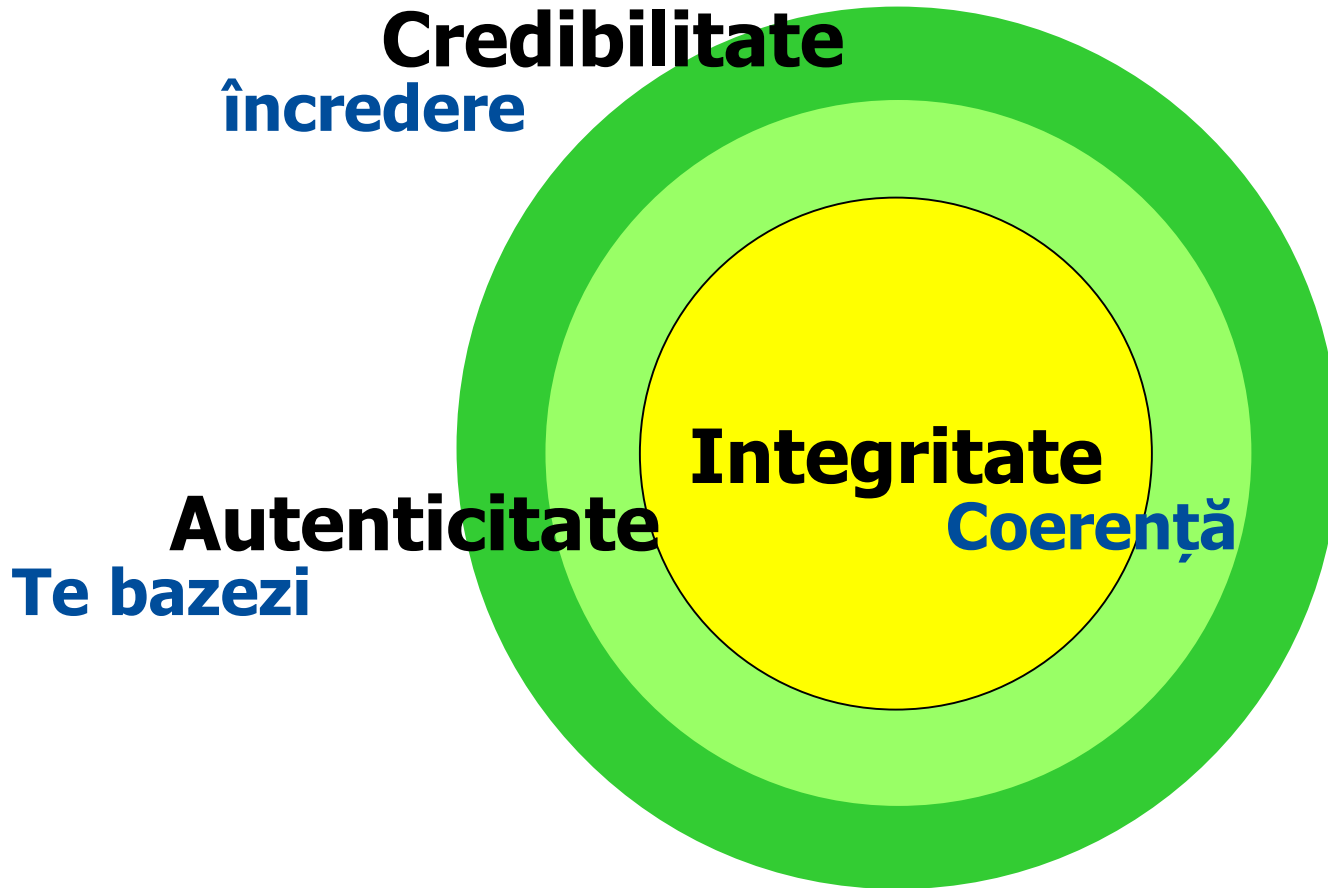 Credibilitate
încredere
Integritate
Coerență
Autenticitate
Te bazezi